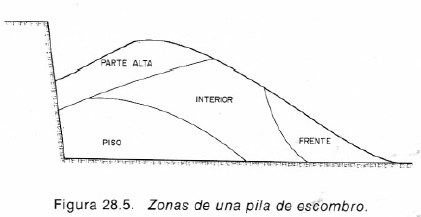 PARTE ALTA
INTERIOR
PISO
FRENTE
Figura 28.5. Zonas de una pila de escombro.